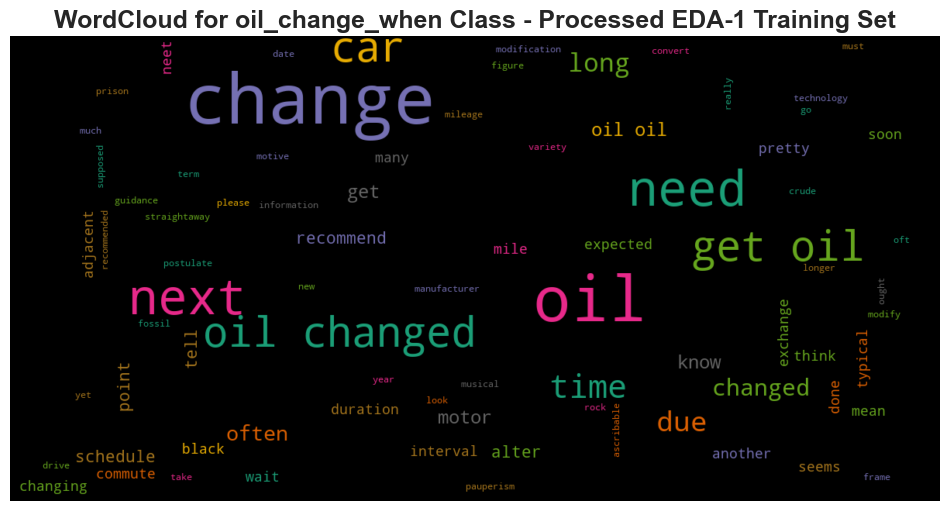 WordCloud for oil_change_when Class - Processed EDA-1 Training Set
neet
date
car
modification
figure
long
convert
must
prison
change
mileage
really
technology
go
much
oil oil
soon
supposed
motive
many
variety
pretty
term
get
need
crude
guidance
please
information
straightaway
adjacent
recommended
recommend
mile
expected
get oil
oft
postulate
longer
next
new
manufacturer
oil
ought
fossil
oil changed
modify
tell
exchange
think
typical
point
year
musical
time
know
changed
done
yet
look
duration
motor
rock
ascribable
due
mean
often
schedule
black
interval
alter
another
seems
drive
commute
take
wait
frame
changing
pauperism